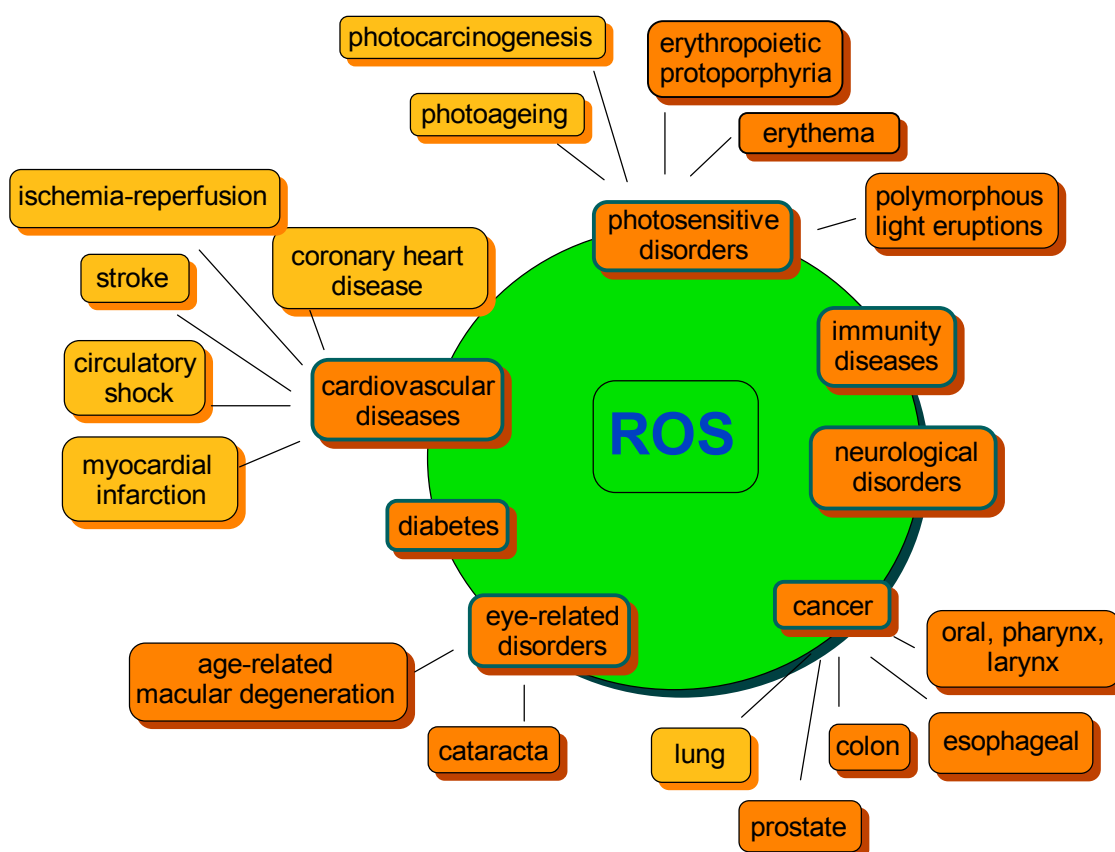 photocarcinogenesis
erythropoietic
protoporphyria
photoageing
erythema
ischemia-reperfusion
polymorphous
light eruptions
photosensitive
disorders
coronary heart
disease
stroke
immunity
diseases
circulatory
shock
cardiovascular
diseases
ROS
myocardial
infarction
neurological
disorders
diabetes
cancer
eye-related
disorders
oral, pharynx,
larynx
age-related
macular degeneration
cataracta
lung
colon
esophageal
prostate